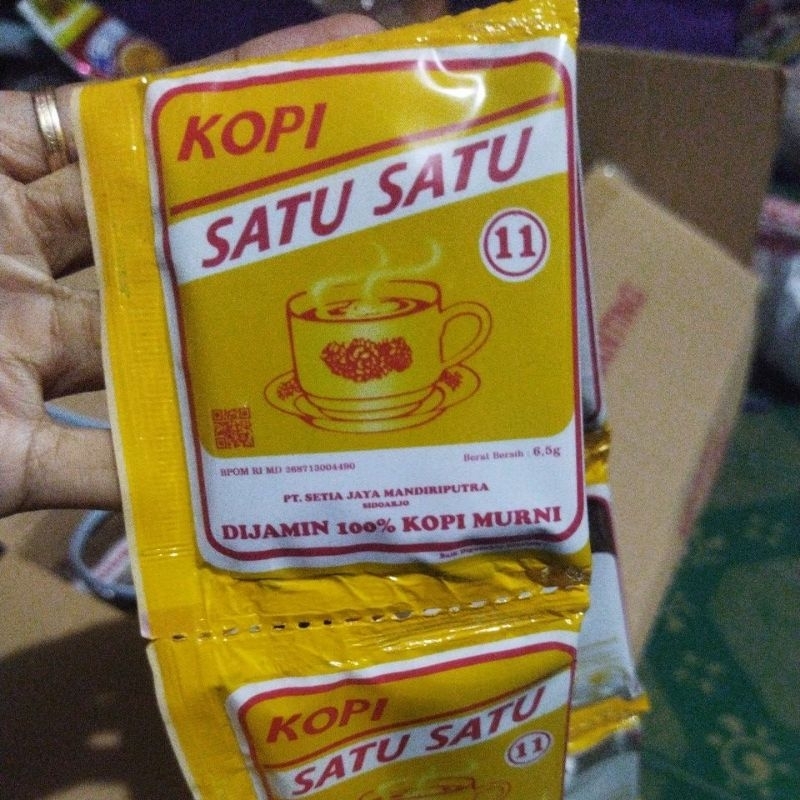 KOPI
SATU SATU
11
BPOM RI MD 268713004490
Berat Bersih : 6,5g
PT. SETIA JAYA MANDIRIPUTRA
SIDOARJO
DIJAMIN 100% KOPI MURNI
KOPI
SATU SATU
11